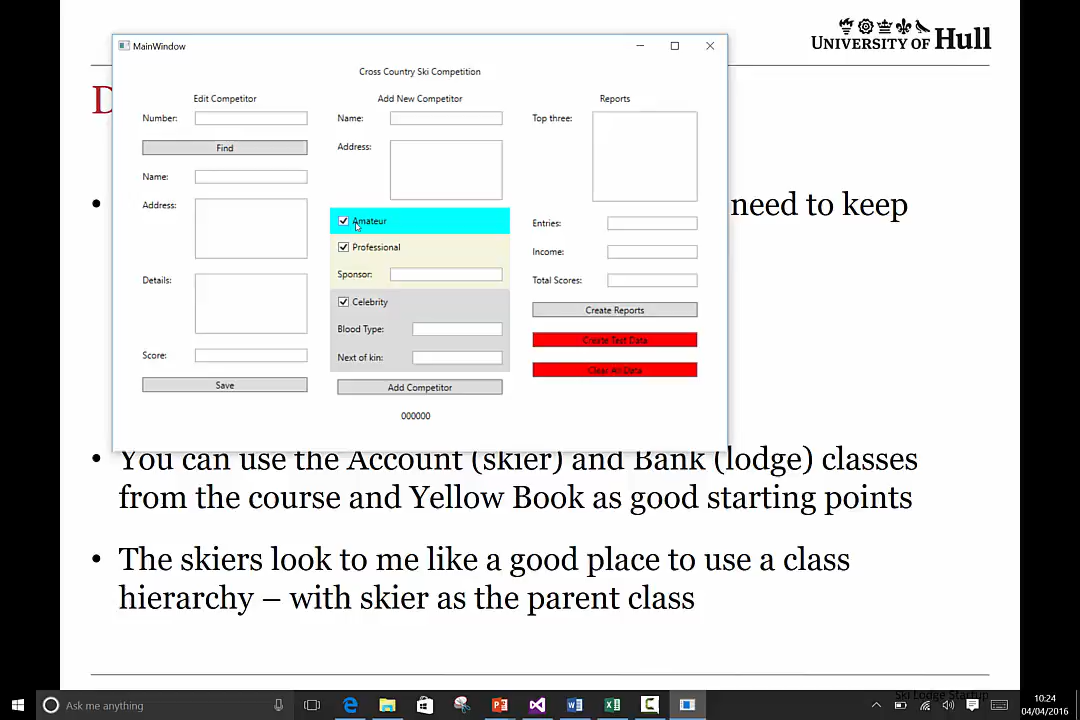 UNIVERSITY OF Hull
MainWindow
Cross Country Ski Competition
Edit Competitor
Number:
Find
Name:
Address:
Details:
Score:
Save
Add New Competitor
Name:
Address:
Amateur
Professional
Sponsor:
Celebrity
Blood Type:
Next of kin:
Add Competitor
000000
Reports
Top three:
Entries:
Income:
Total Scores:
Create Reports
Create Test Data
Clear All Data
D
need to keep
• You can use the Account (skier) and Bank (lodge) classes
from the course and Yellow Book as good starting points
• The skiers look to me like a good place to use a class
hierarchy – with skier as the parent class
Ski Lodge Startup
Ask me anything
10:24
04/04/2016